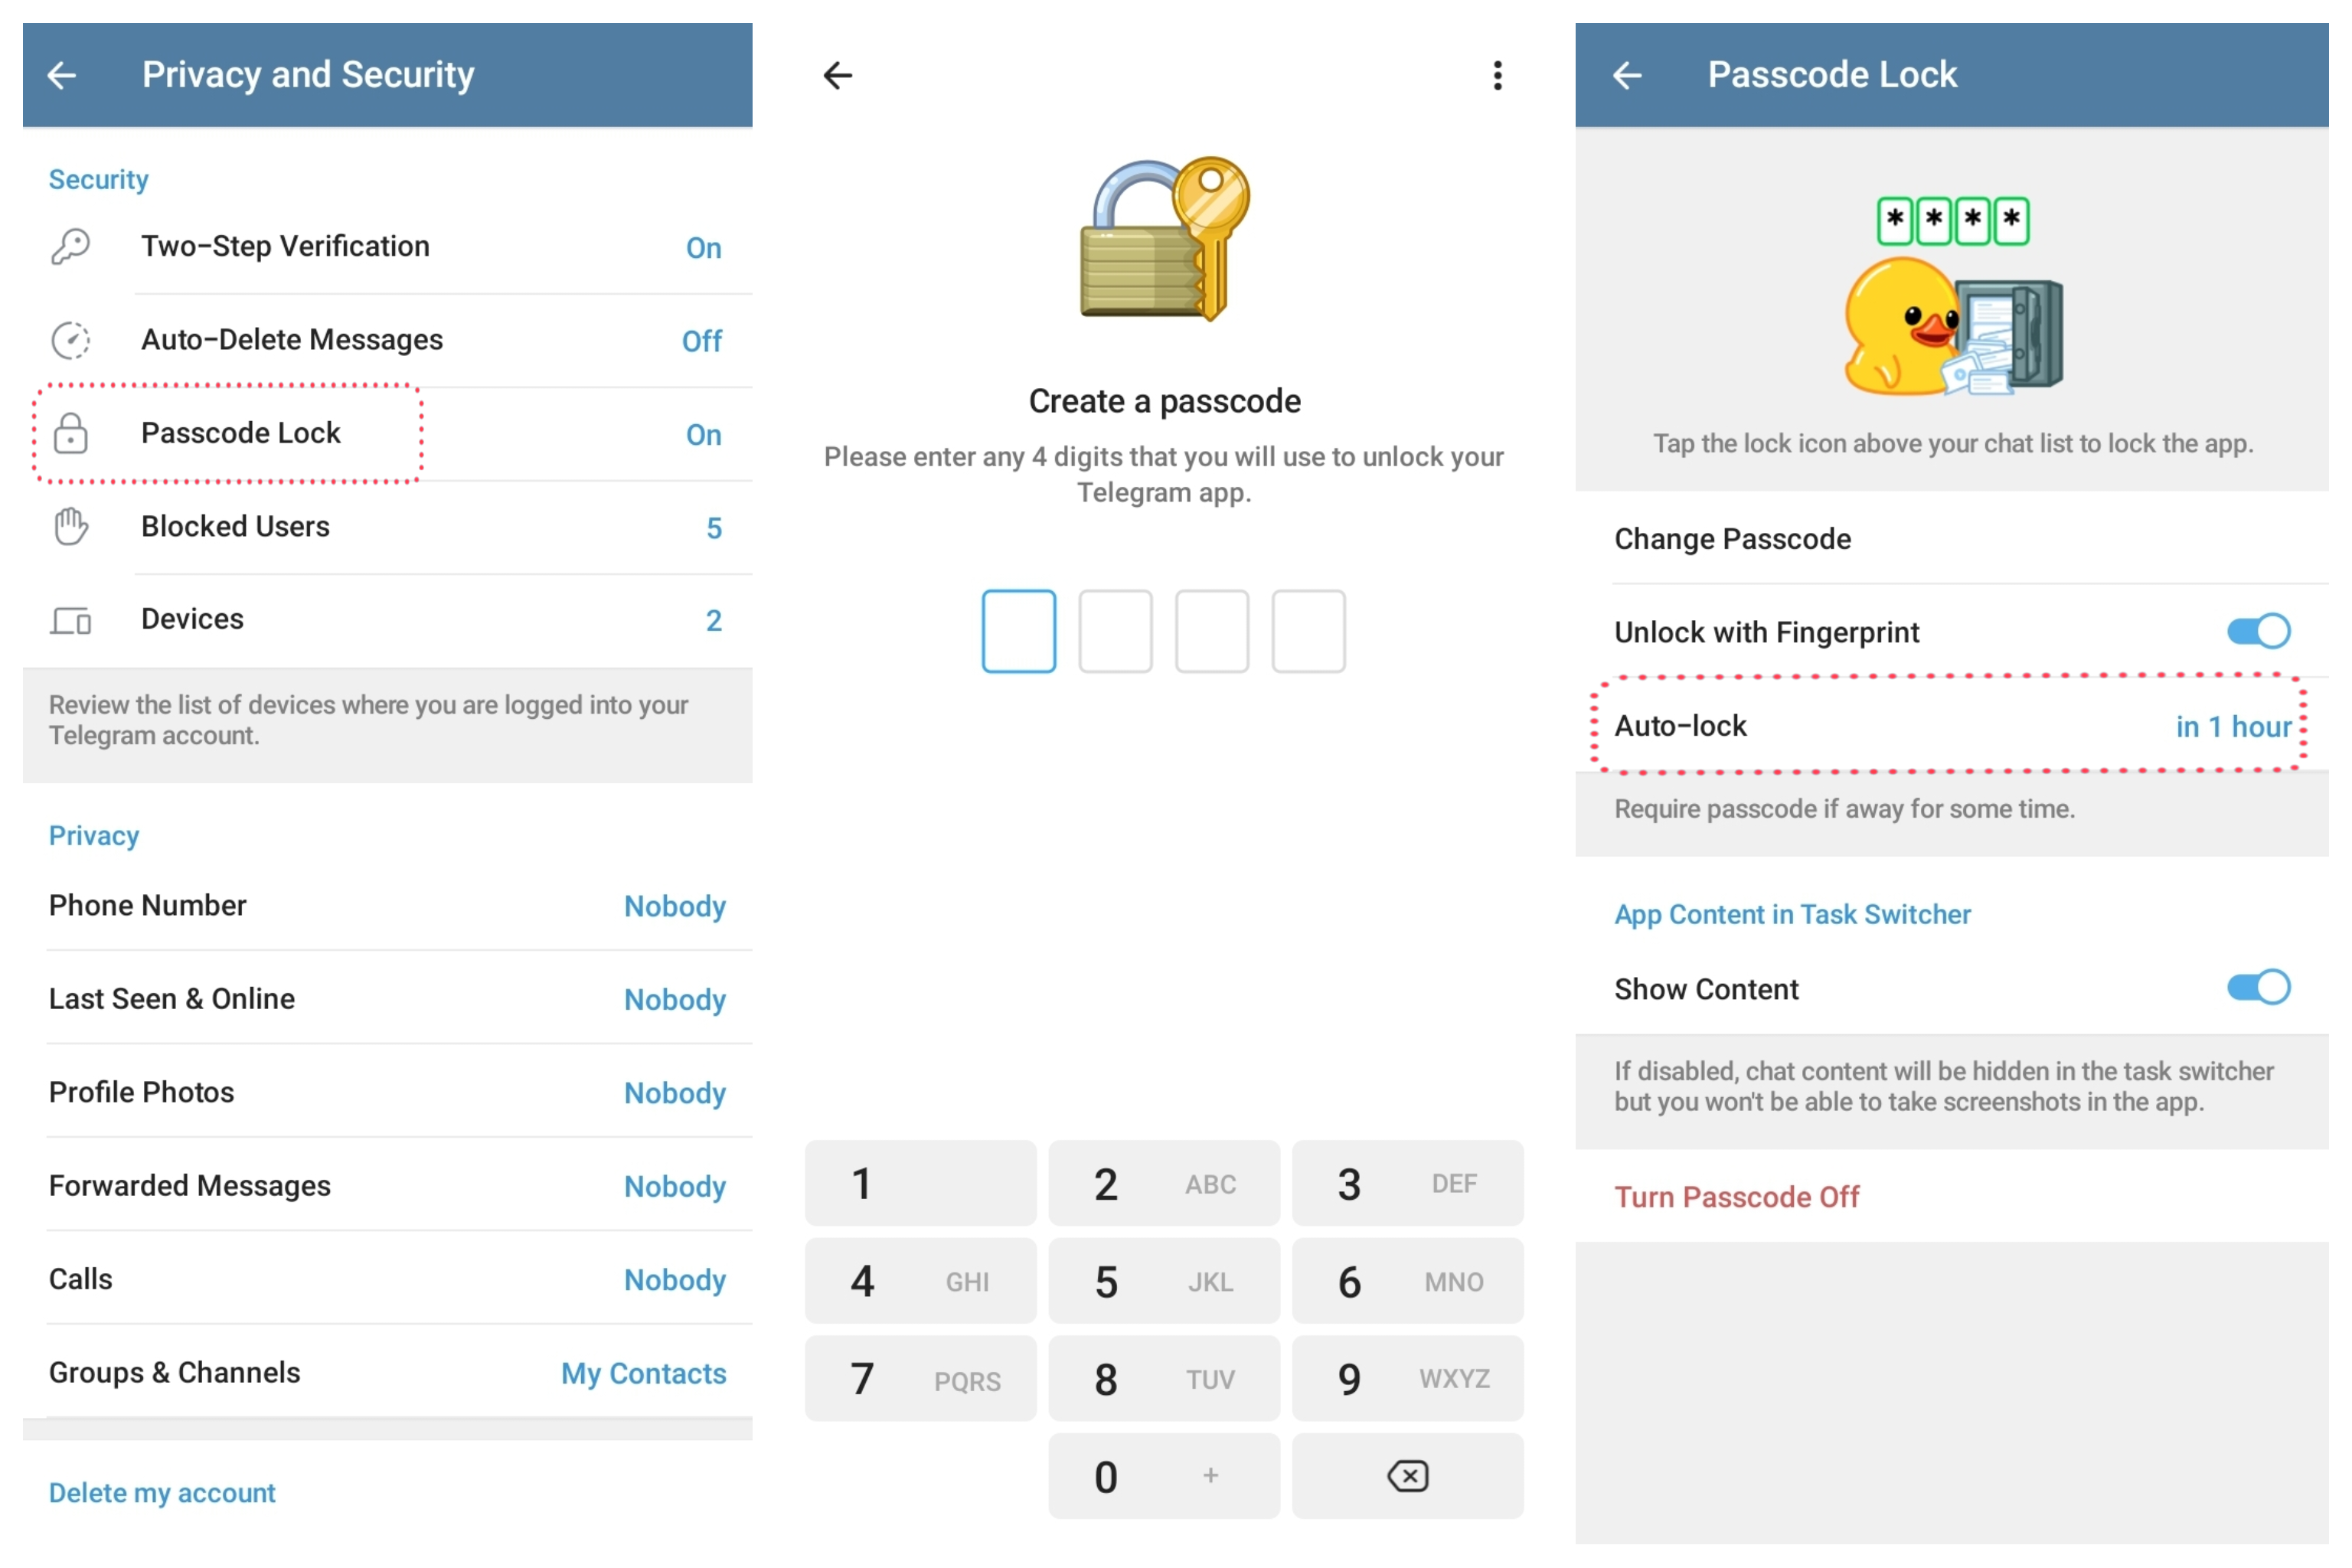 Privacy and Security
Security
Two-Step Verification On
Auto-Delete Messages Off
Passcode Lock On
Blocked Users 5
Devices 2
Review the list of devices where you are logged into your
Telegram account.
Privacy
Phone Number Nobody
Last Seen & Online Nobody
Profile Photos Nobody
Forwarded Messages Nobody
Calls Nobody
Groups & Channels My Contacts
Delete my account
Create a passcode
Please enter any 4 digits that you will use to unlock your
Telegram app.
1 2 ABC 3 DEF
4 GHI 5 JKL 6 MNO
7 PQRS 8 TUV 9 WXYZ
0 +
Passcode Lock
* * * *
Tap the lock icon above your chat list to lock the app.
Change Passcode
Unlock with Fingerprint
Auto-lock in 1 hour
Require passcode if away for some time.
App Content in Task Switcher
Show Content
If disabled, chat content will be hidden in the task switcher
but you won't be able to take screenshots in the app.
Turn Passcode Off